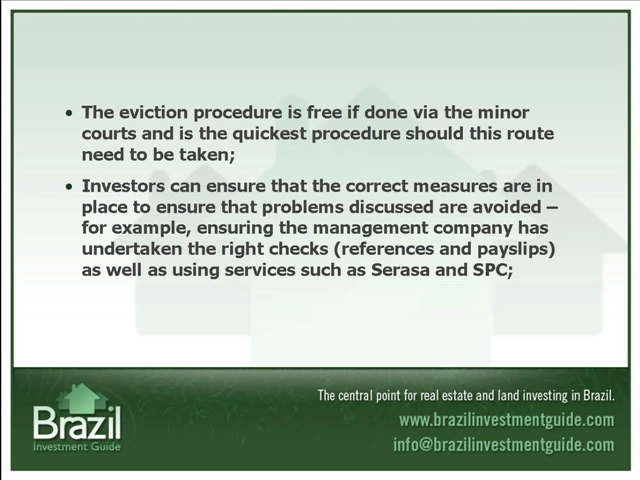 • The eviction procedure is free if done via the minor
courts and is the quickest procedure should this route
need to be taken;
• Investors can ensure that the correct measures are in
place to ensure that problems discussed are avoided –
for example, ensuring the management company has
undertaken the right checks (references and payslips)
as well as using services such as Serasa and SPC;
The central point for real estate and land investing in Brazil.
www.brazilinvestmentguide.com
info@brazilinvestmentguide.com
Brazil
Investment Guide